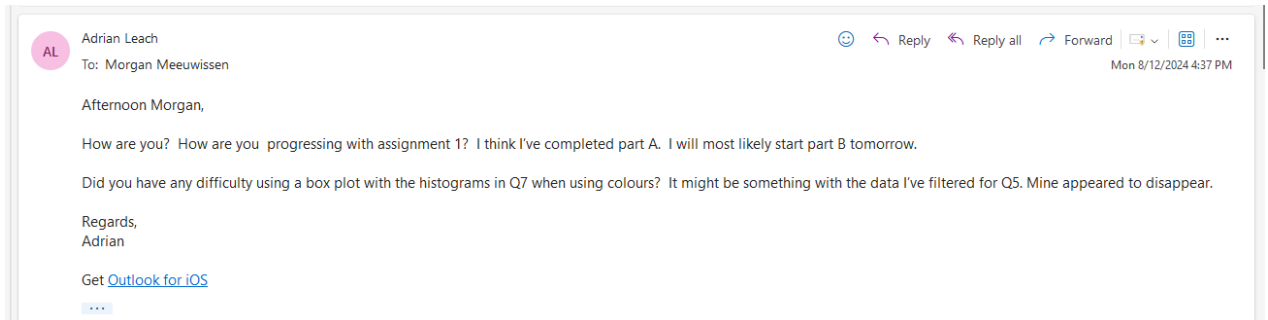 Adrian Leach
Reply Reply all Forward
AL
To: Morgan Meeuwissen
Mon 8/12/2024 4:37 PM
Afternoon Morgan,
How are you?  How are you  progressing with assignment 1?  I think I've completed part A.  I will most likely start part B tomorrow.
Did you have any difficulty using a box plot with the histograms in Q7 when using colours?  It might be something with the data I've filtered for Q5. Mine appeared to disappear.
Regards,
Adrian
Get Outlook for iOS